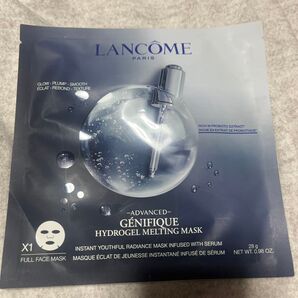 LANCÔME
PARIS
GLOW - PLUMP - SMOOTH
ÉCLAT - REBOND - TEXTURE
RICH IN PROBIOTIC EXTRACT*
RICHE EN EXTRAIT DE PROBIOTIQUE*
—ADVANCED—
GÉNIFIQUE
HYDROGEL MELTING MASK
X1
FULL FACE MASK
INSTANT YOUTHFUL RADIANCE MASK INFUSED WITH SERUM
MASQUE ÉCLAT DE JEUNESSE INSTANTANÉ INFUSÉ DE SÉRUM
28 g
NET WT. 0.98 OZ.